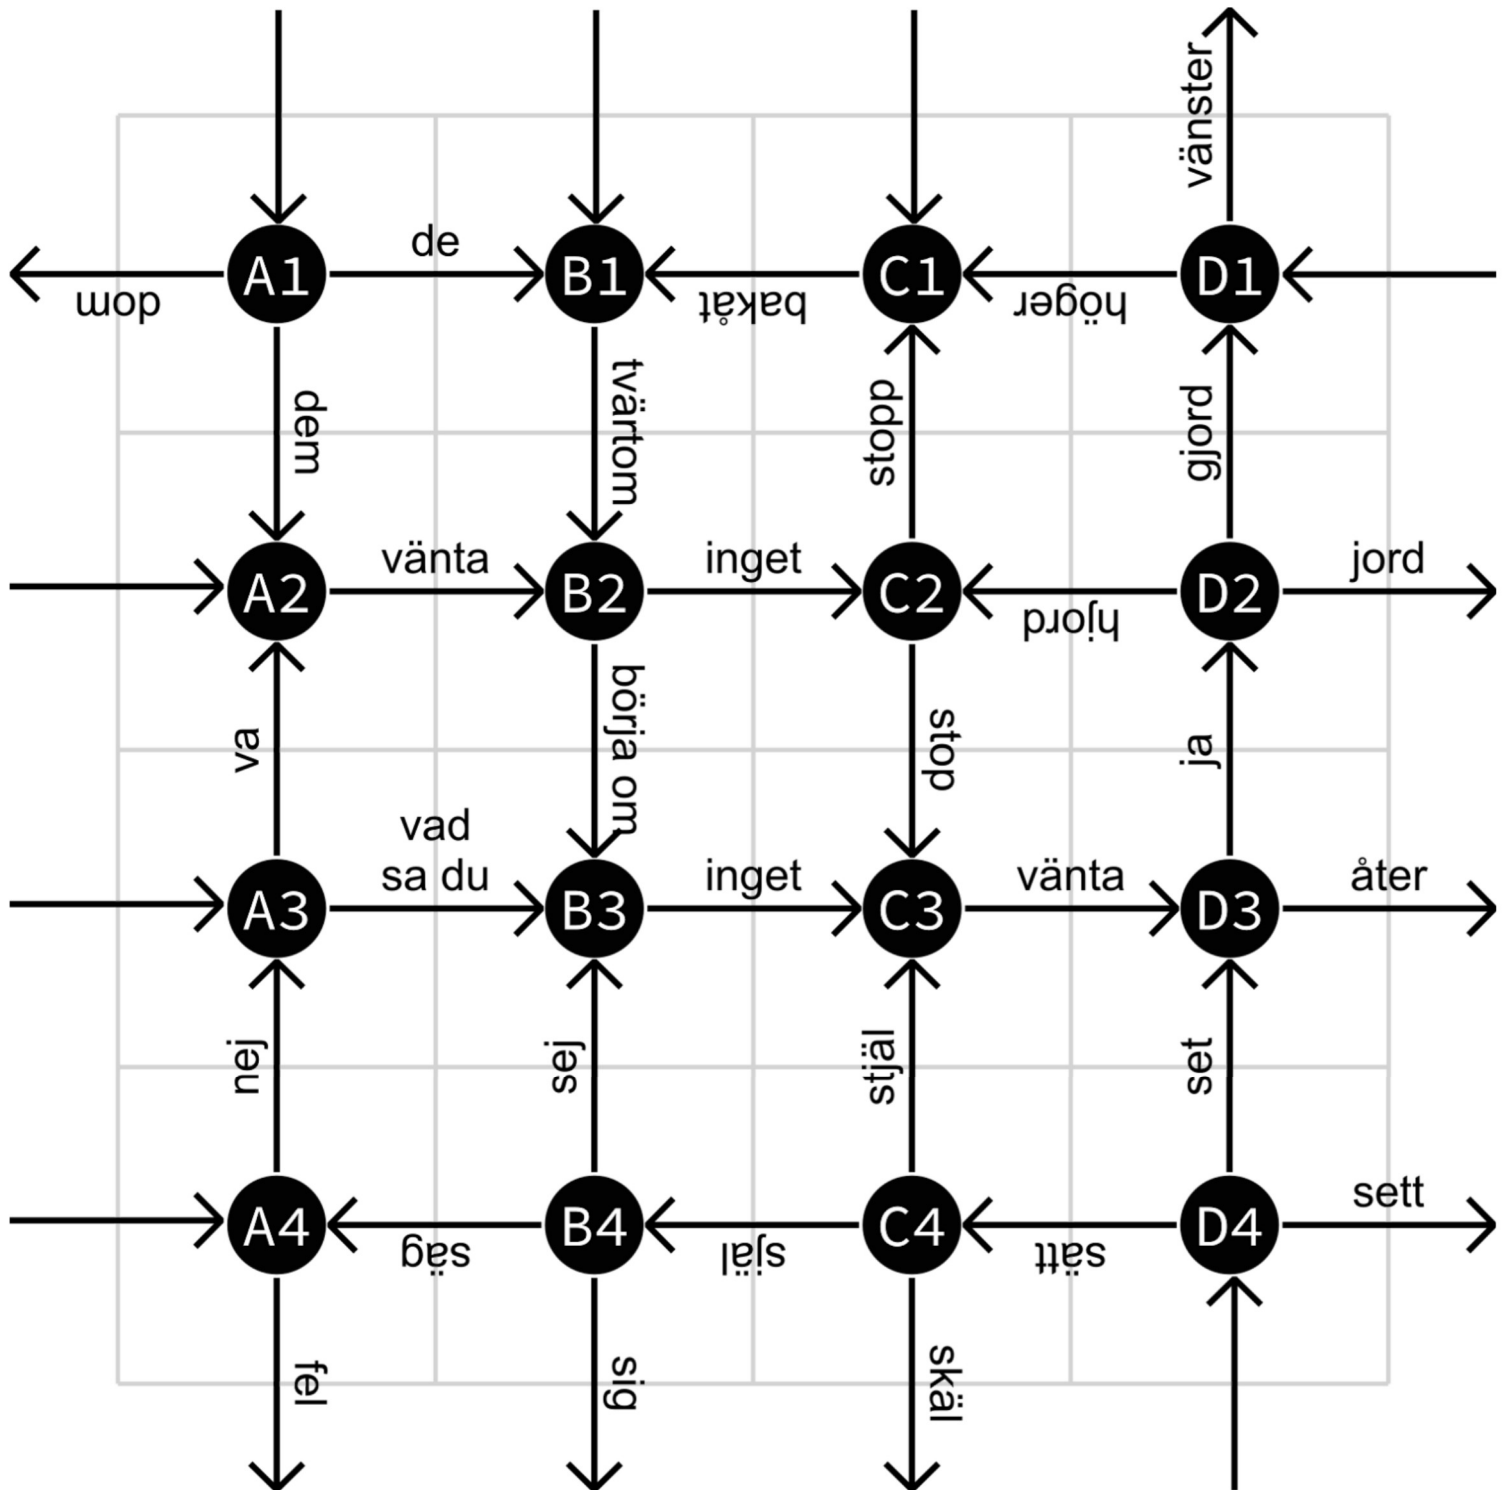 vänster
de
A1
B1
C1
D1
dom
bakåt
höger
dem
tvärtom
stopp
gjord
vänta
inget
jord
A2
B2
C2
D2
hjord
va
börja om
stop
ja
vad
sa du
inget
vänta
åter
A3
B3
C3
D3
nej
jes
stjäl
set
sett
A4
B4
C4
D4
säg
själ
sätt
fel
sig
skäl